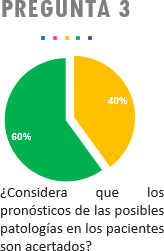 PREGUNTA 3
40%
60%
¿Considera que los
pronósticos de las posibles
patologías en los pacientes
son acertados?